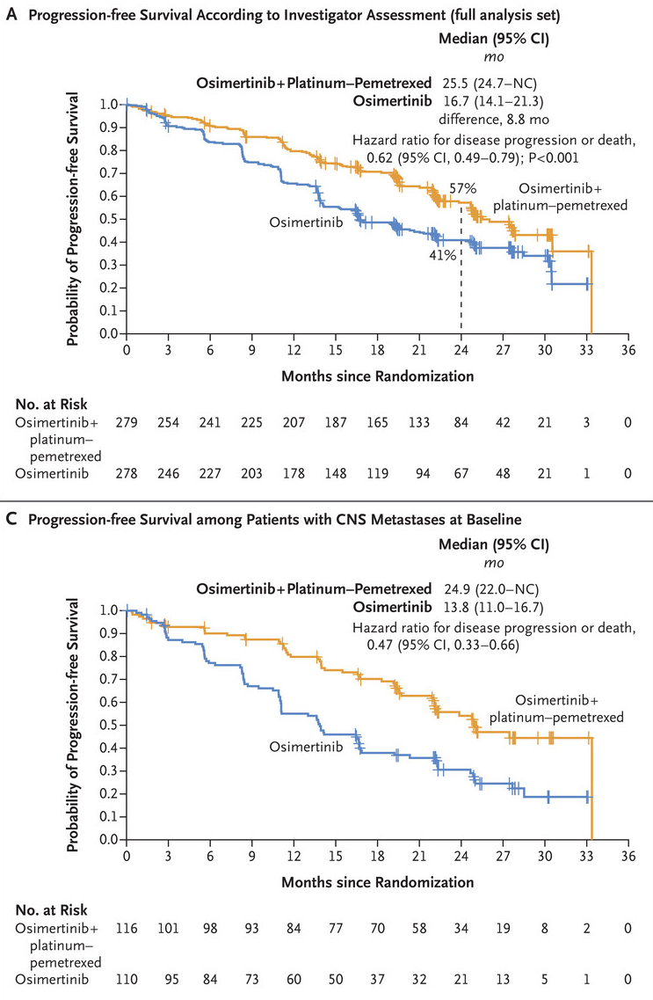 A Progression-free Survival According to Investigator Assessment (full analysis set)
Median (95% CI)
mo
Osimertinib+Platinum–Pemetrexed 25.5 (24.7–NC)
Osimertinib 16.7 (14.1–21.3)
difference, 8.8 mo
Hazard ratio for disease progression or death,
0.62 (95% CI, 0.49–0.79); P<0.001
Probability of Progression-free Survival
1.0
0.9
0.8
0.7
0.6
0.5
0.4
0.3
0.2
0.1
0.0
57%
Osimertinib+
platinum–pemetrexed
Osimertinib
41%
0 3 6 9 12 15 18 21 24 27 30 33 36
Months since Randomization
No. at Risk
Osimertinib+ 279 254 241 225 207 187 165 133 84 42 21 3 0
platinum–
pemetrexed
Osimertinib 278 246 227 203 178 148 119 94 67 48 21 1 0
C Progression-free Survival among Patients with CNS Metastases at Baseline
Median (95% CI)
mo
Osimertinib+Platinum–Pemetrexed 24.9 (22.0–NC)
Osimertinib 13.8 (11.0–16.7)
Hazard ratio for disease progression or death,
0.47 (95% CI, 0.33–0.66)
Probability of Progression-free Survival
1.0
0.9
0.8
0.7
0.6
0.5
0.4
0.3
0.2
0.1
0.0
Osimertinib+
platinum–pemetrexed
Osimertinib
0 3 6 9 12 15 18 21 24 27 30 33 36
Months since Randomization
No. at Risk
Osimertinib+ 116 101 98 93 84 77 70 58 34 19 8 2 0
platinum–
pemetrexed
Osimertinib 110 95 84 73 60 50 37 32 21 13 5 1 0